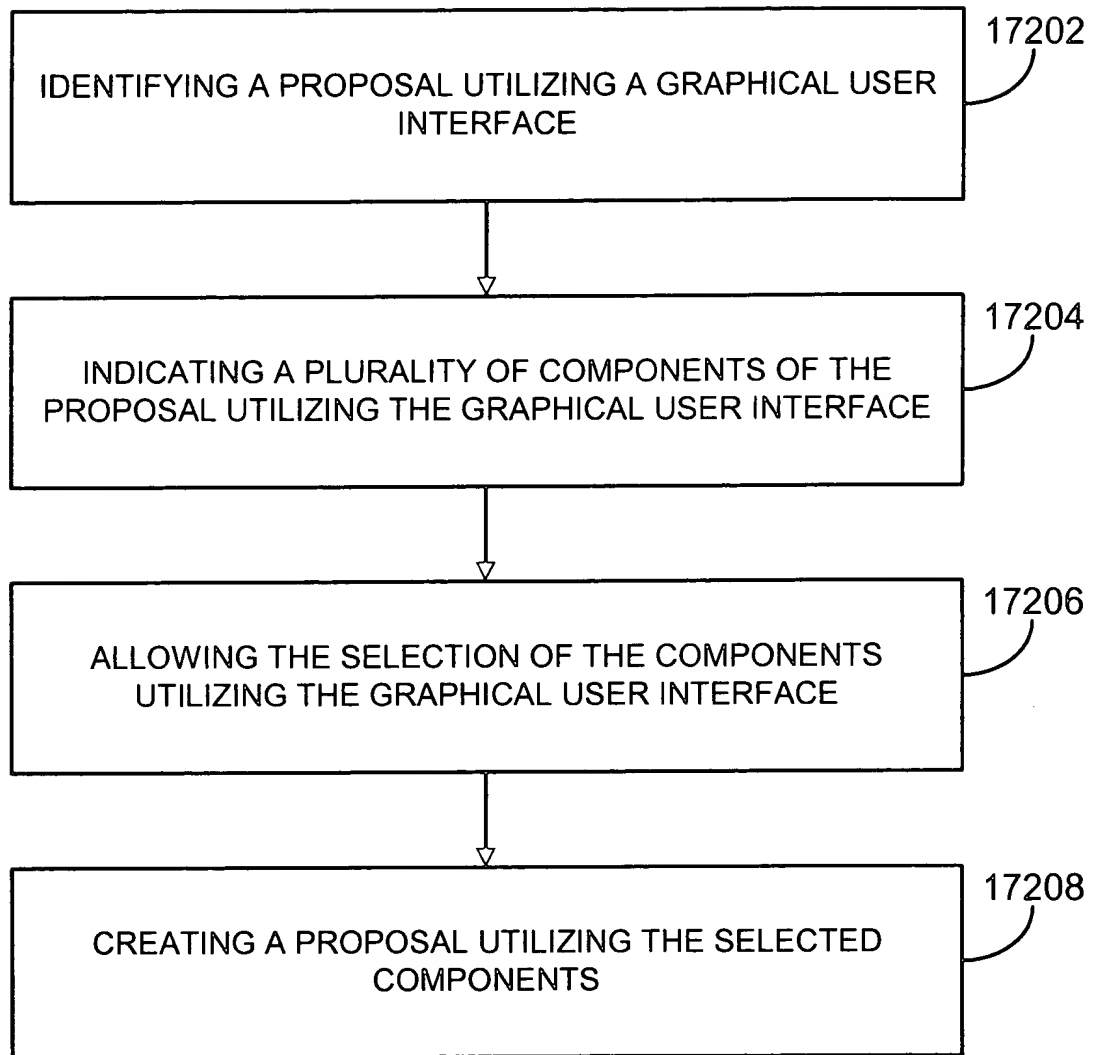 17202
IDENTIFYING A PROPOSAL UTILIZING A GRAPHICAL USER
INTERFACE
17204
INDICATING A PLURALITY OF COMPONENTS OF THE
PROPOSAL UTILIZING THE GRAPHICAL USER INTERFACE
17206
ALLOWING THE SELECTION OF THE COMPONENTS
UTILIZING THE GRAPHICAL USER INTERFACE
17208
CREATING A PROPOSAL UTILIZING THE SELECTED
COMPONENTS